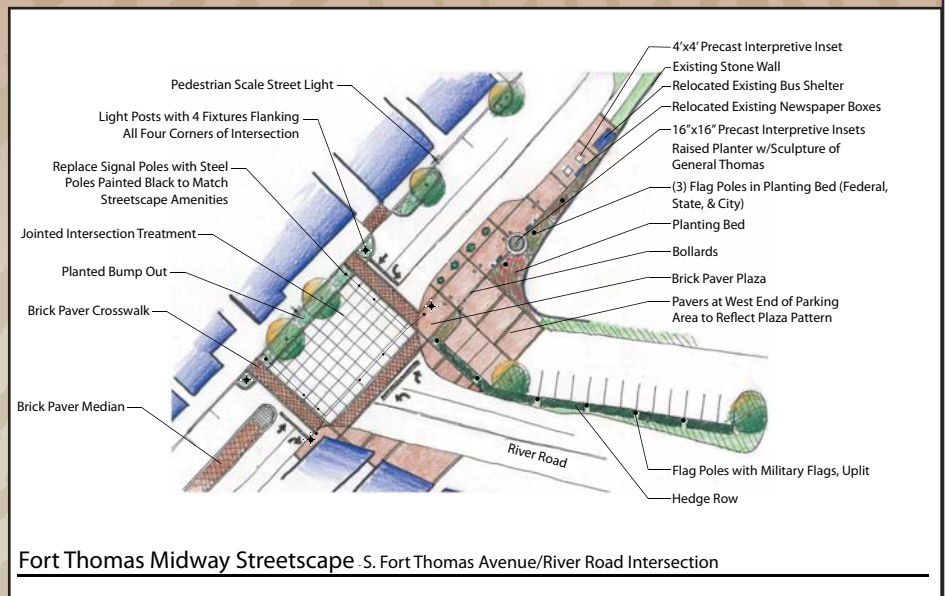 Pedestrian Scale Street Light
Light Posts with 4 Fixtures Flanking
All Four Corners of Intersection
Replace Signal Poles with Steel
Poles Painted Black to Match
Streetscape Amenities
Jointed Intersection Treatment
Planted Bump Out
Brick Paver Crosswalk
Brick Paver Median
4'x4' Precast Interpretive Inset
Existing Stone Wall
Relocated Existing Bus Shelter
Relocated Existing Newspaper Boxes
16"x16" Precast Interpretive Insets
Raised Planter w/Sculpture of
General Thomas
(3) Flag Poles in Planting Bed (Federal,
State, & City)
Planting Bed
Bollards
Brick Paver Plaza
Pavers at West End of Parking
Area to Reflect Plaza Pattern
River Road
Flag Poles with Military Flags, Uplit
Hedge Row
Fort Thomas Midway Streetscape - S. Fort Thomas Avenue/River Road Intersection